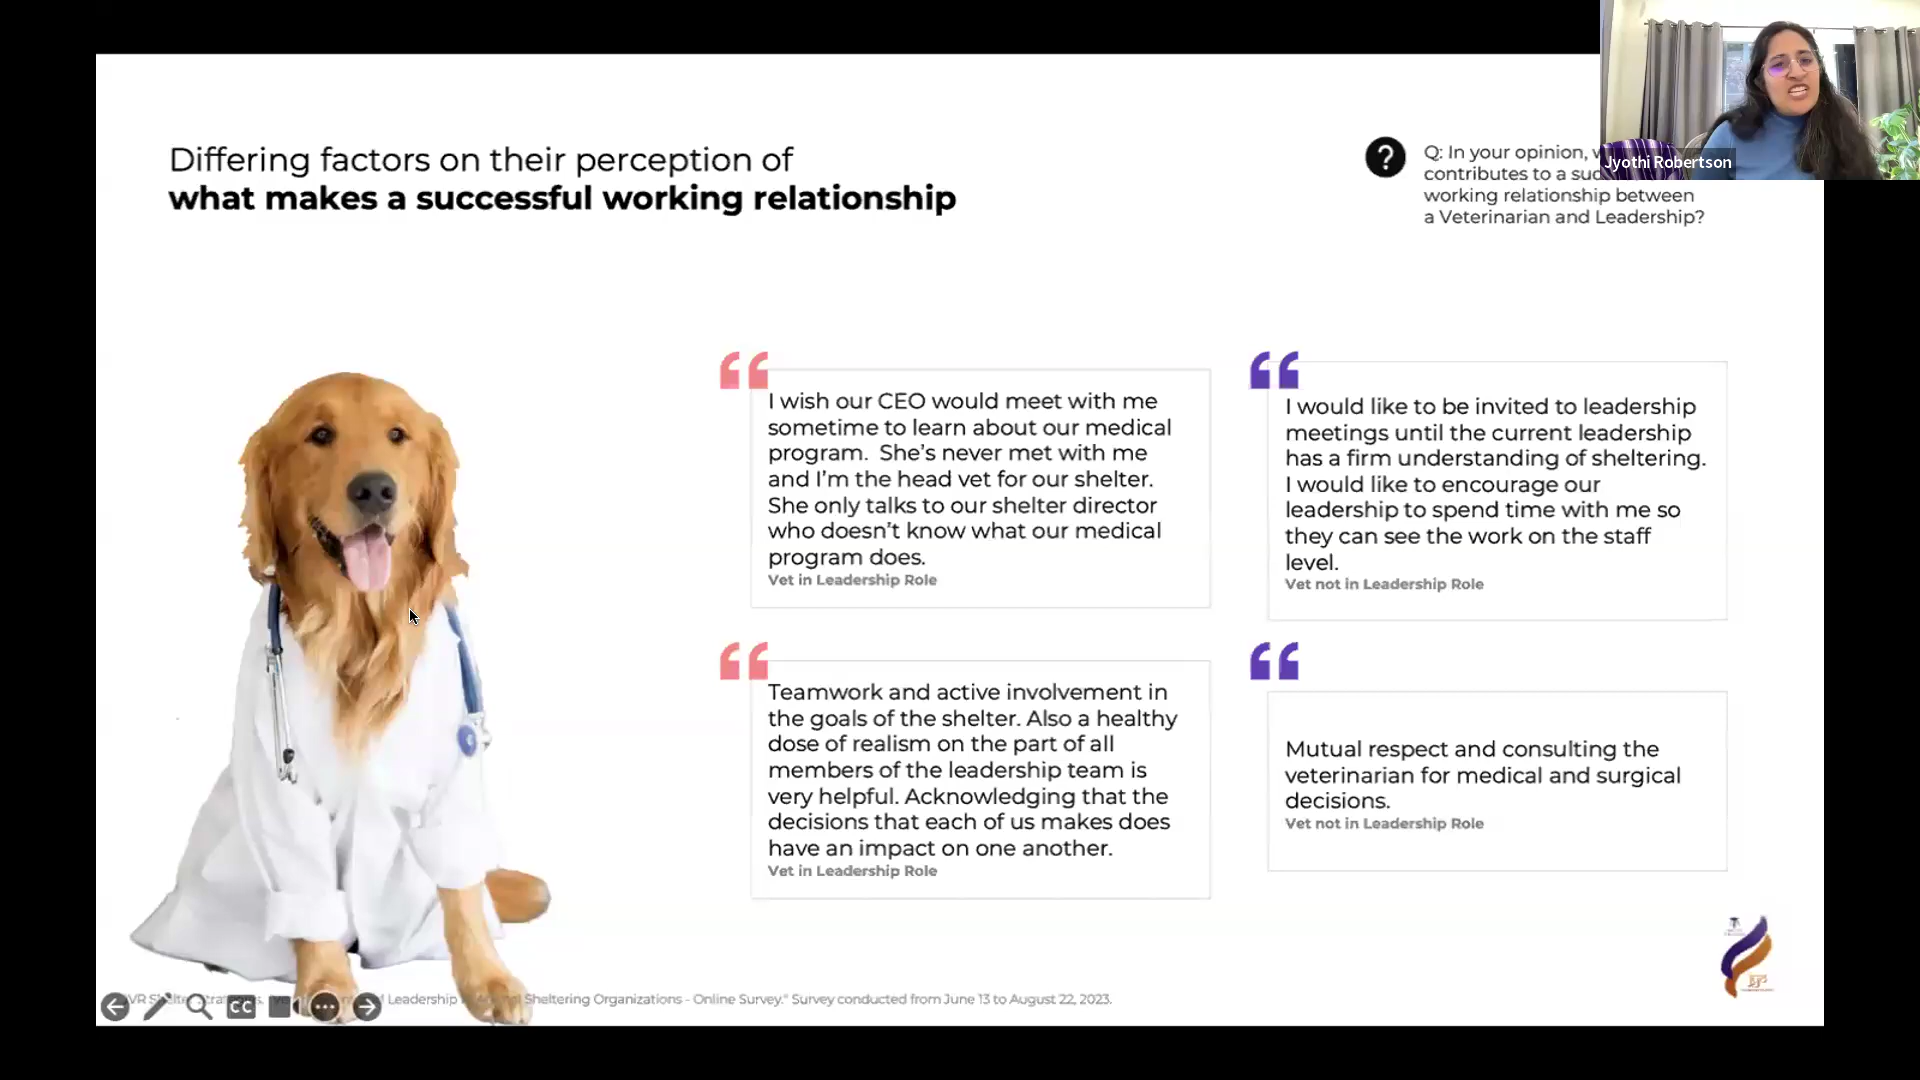 Differing factors on their perception of
what makes a successful working relationship
?
Q: In your opinion,
contributes to a
working relationship between
a Veterinarian and Leadership?
Jyothi Robertson
I wish our CEO would meet with me
sometime to learn about our medical
program. She's never met with me
and I'm the head vet for our shelter.
She only talks to our shelter director
who doesn't know what our medical
program does.
Vet in Leadership Role
I would like to be invited to leadership
meetings until the current leadership
has a firm understanding of sheltering.
I would like to encourage our
leadership to spend time with me so
they can see the work on the staff
level.
Vet not in Leadership Role
Teamwork and active involvement in
the goals of the shelter. Also a healthy
dose of realism on the part of all
members of the leadership team is
very helpful. Acknowledging that the
decisions that each of us makes does
have an impact on one another.
Vet in Leadership Role
Mutual respect and consulting the
veterinarian for medical and surgical
decisions.
Vet not in Leadership Role
Leadership Sheltering Organizations - Online Survey." Survey conducted from June 13 to August 22, 2023.
CC